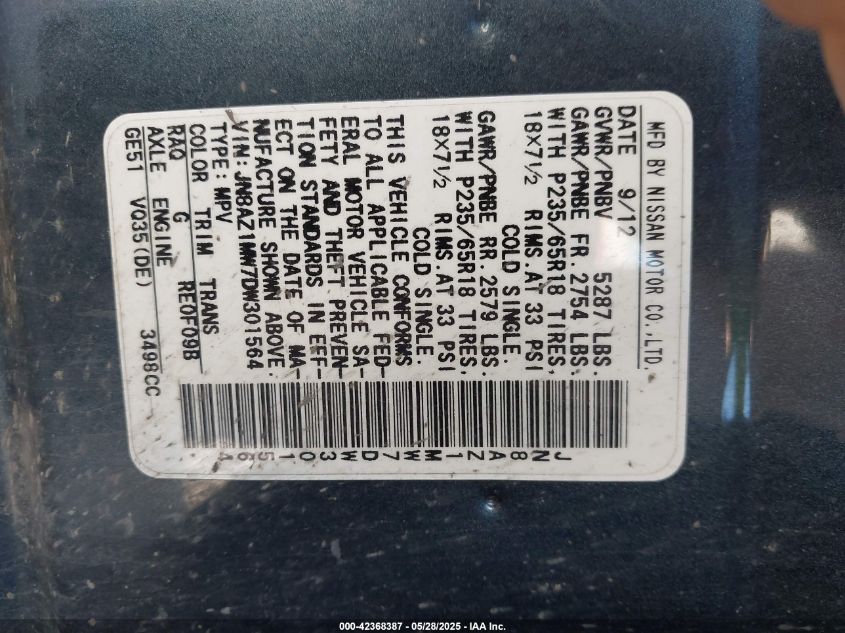 MFD BY NISSAN MOTOR CO.,LTD.
DATE 9/12
GVWR/PNBV 5287 LBS.
GAWR/PNBE FR. 2754 LBS.
WITH P235/65R18 TIRES,
18X7½ RIMS.AT 33 PSI
COLD SINGLE.
GAWR/PNBE RR. 2579 LBS.
WITH P235/65R18 TIRES.
18X7½ RIMS.AT 33 PSI
COLD SINGLE.
THIS VEHICLE CONFORMS
TO ALL APPLICABLE FED-
ERAL MOTOR VEHICLE SA-
FETY AND THEFT PREVEN-
TION STANDARDS IN EFF-
ECT ON THE DATE OF MA-
NUFACTURE SHOWN ABOVE.
VIN: JN8AZ1MW7DW301564
TYPE: MPV
COLOR TRIM TRANS
RAQ G RE0F09B
AXLE ENGINE
GE51 VQ35(DE) 3498CC
JN8AZ1MW7DW301564
000-42368387 - 05/28/2025 - IAA Inc.